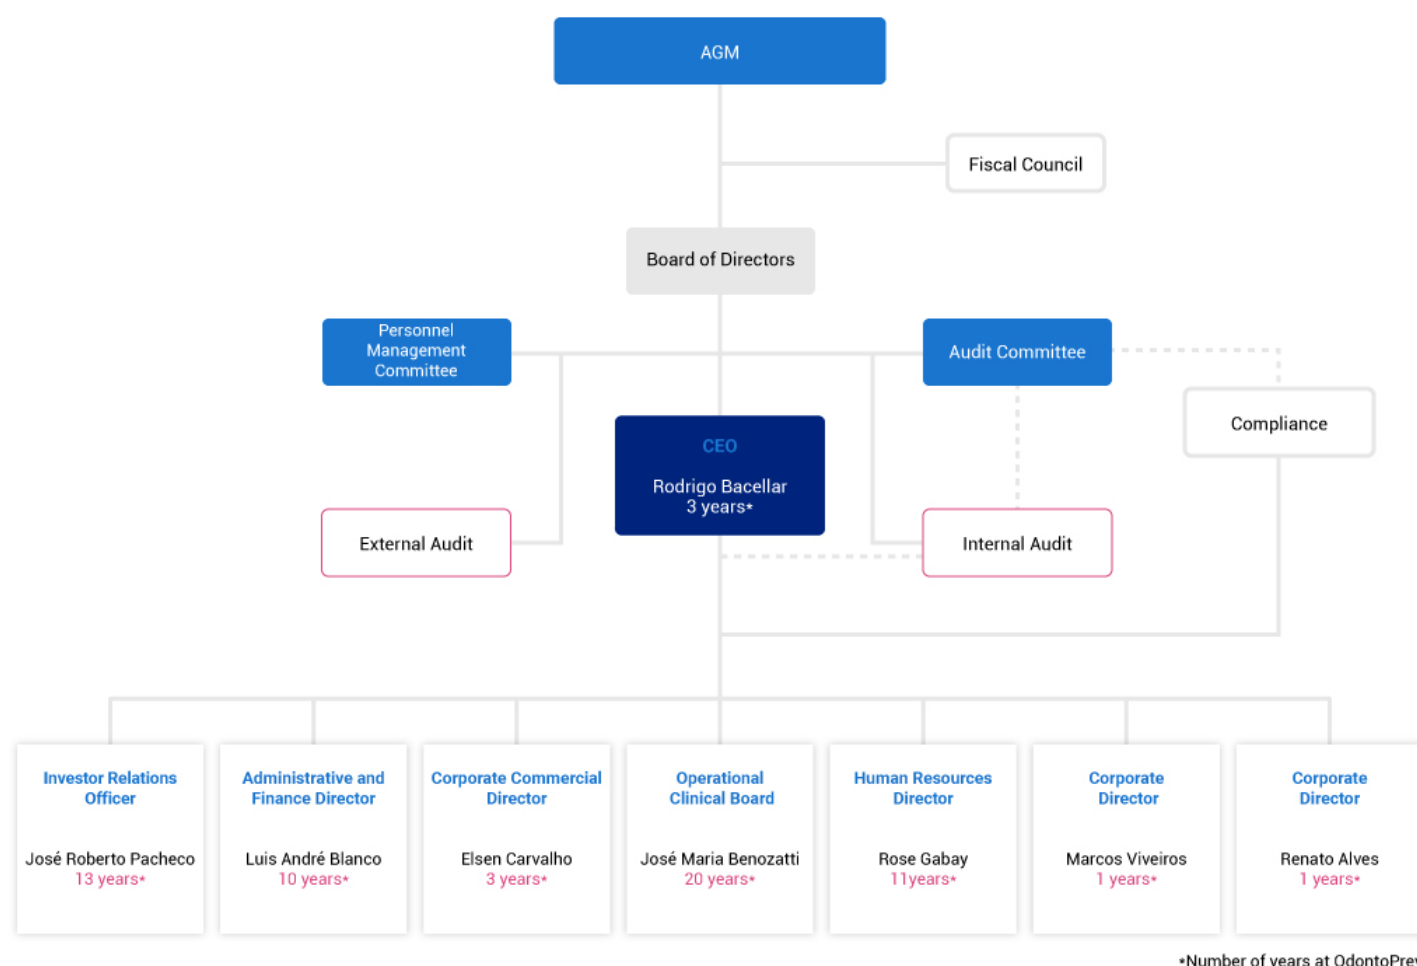 AGM
Fiscal Council
Board of Directors
Personnel
Management
Committee
Audit Committee
Compliance
CEO
Rodrigo Bacellar
3 years*
External Audit
Internal Audit
Investor Relations
Officer
José Roberto Pacheco
13 years*
Administrative and
Finance Director
Luis André Blanco
10 years*
Corporate Commercial
Director
Elsen Carvalho
3 years*
Operational
Clinical Board
José Maria Benozatti
20 years*
Human Resources
Director
Rose Gabay
11years*
Corporate
Director
Marcos Viveiros
1 years*
Corporate
Director
Renato Alves
1 years*
*Number of years at OdontoPrev